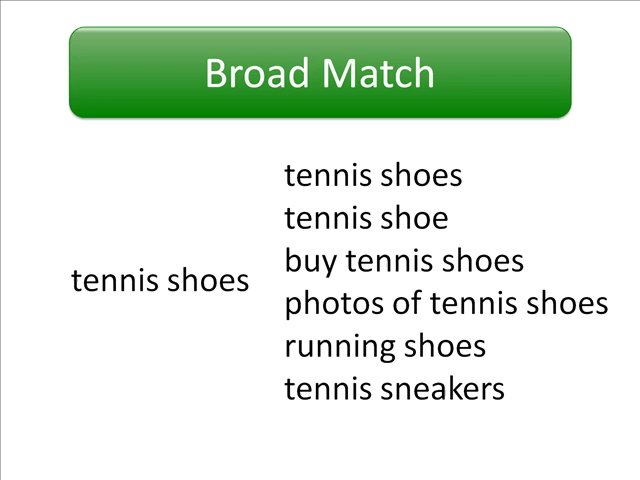 Broad Match
tennis shoes
tennis shoes
tennis shoe
buy tennis shoes
photos of tennis shoes
running shoes
tennis sneakers